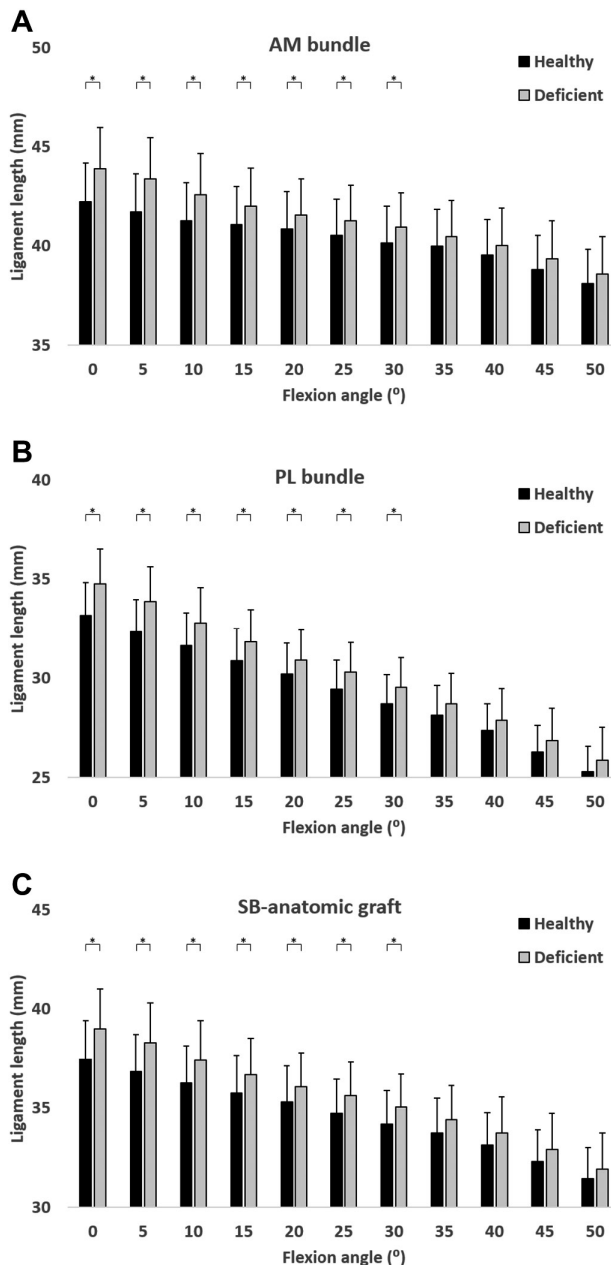 A
AM bundle
50
45
40
35
Ligament length (mm)
Healthy
Deficient
* * * * * * *
0 5 10 15 20 25 30 35 40 45 50
Flexion angle (⁰)
B
PL bundle
40
35
30
25
Ligament length (mm)
Healthy
Deficient
* * * * * * *
0 5 10 15 20 25 30 35 40 45 50
Flexion angle (⁰)
C
SB-anatomic graft
45
40
35
30
Ligament length (mm)
Healthy
Deficient
* * * * * * *
0 5 10 15 20 25 30 35 40 45 50
Flexion angle (⁰)